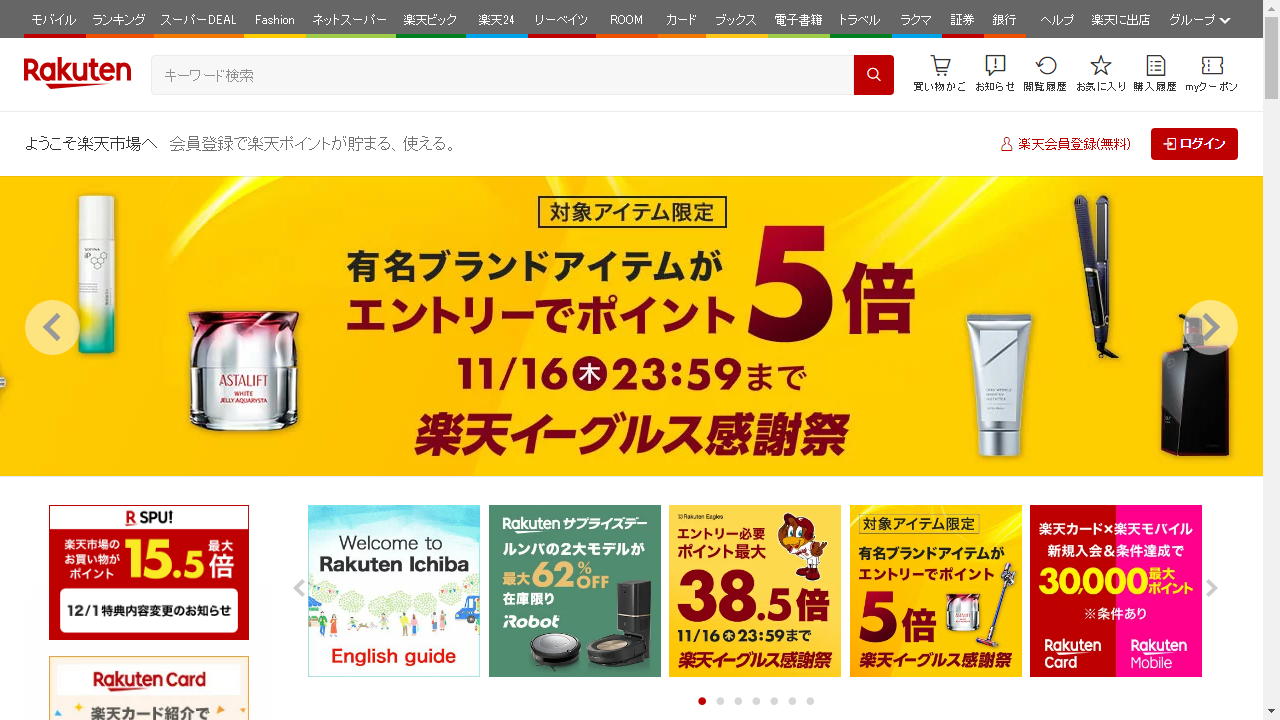 モバイル ランキング スーパーDEAL Fashion ネットスーパー 楽天ビック 楽天24 リーベイツ ROOM カード ブックス 電子書籍 トラベル ラクマ 証券 銀行 ヘルプ 楽天に出店 グループ
Rakuten キーワード検索 買い物かご お知らせ 閲覧履歴 お気に入り 購入履歴 myクーポン
ようこそ楽天市場へ 会員登録で楽天ポイントが貯まる、使える。 楽天会員登録(無料) ログイン
対象アイテム限定
有名ブランドアイテムが
エントリーでポイント 5倍
11/16木23:59まで
楽天イーグルス感謝祭
iP
ASTALIFT
WHITE
JELLY AQUARYSTA
R SPU!
楽天市場の
お買い物が
ポイント
15.5
最大
倍
12/1特典内容変更のお知らせ
Rakuten Card
楽天カード紹介で
Welcome to
Rakuten Ichiba
English guide
Rakuten サプライズデー
ルンバの2大モデルが
最大62%OFF
在庫限り
iRobot
Rakuten Eagles
エントリー必要
ポイント最大
38.5倍
11/16木23:59まで
楽天イーグルス感謝祭
対象アイテム限定
有名ブランドアイテムが
エントリーでポイント
5倍
楽天イーグルス感謝祭
楽天カード×楽天モバイル
新規入会&条件達成で
30,000最大ポイント
※条件あり
Rakuten Card
Rakuten Mobile